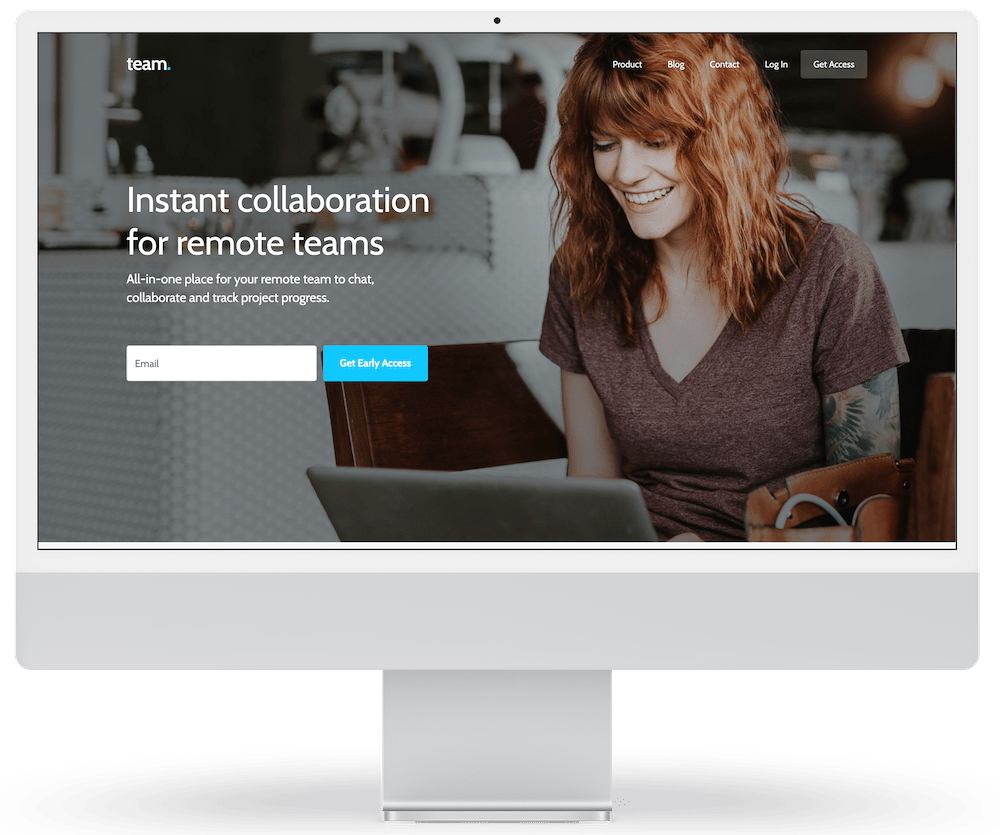 team.
Product Blog Contact Log In Get Access
Instant collaboration
for remote teams
All-in-one place for your remote team to chat,
collaborate and track project progress.
Email Get Early Access